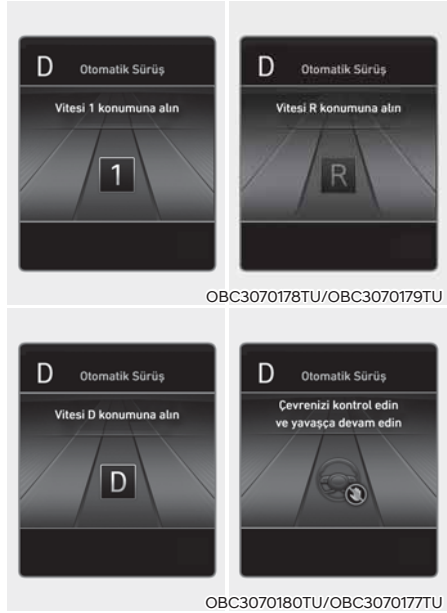 D Otomatik Sürüş
Vitesi 1 konumuna alın
1
D Otomatik Sürüş
Vitesi R konumuna alın
R
OBC3070178TU/OBC3070179TU
D Otomatik Sürüş
Vitesi D konumuna alın
D
D Otomatik Sürüş
Çevrenizi kontrol edin
ve yavaşça devam edin
OBC3070180TU/OBC3070177TU